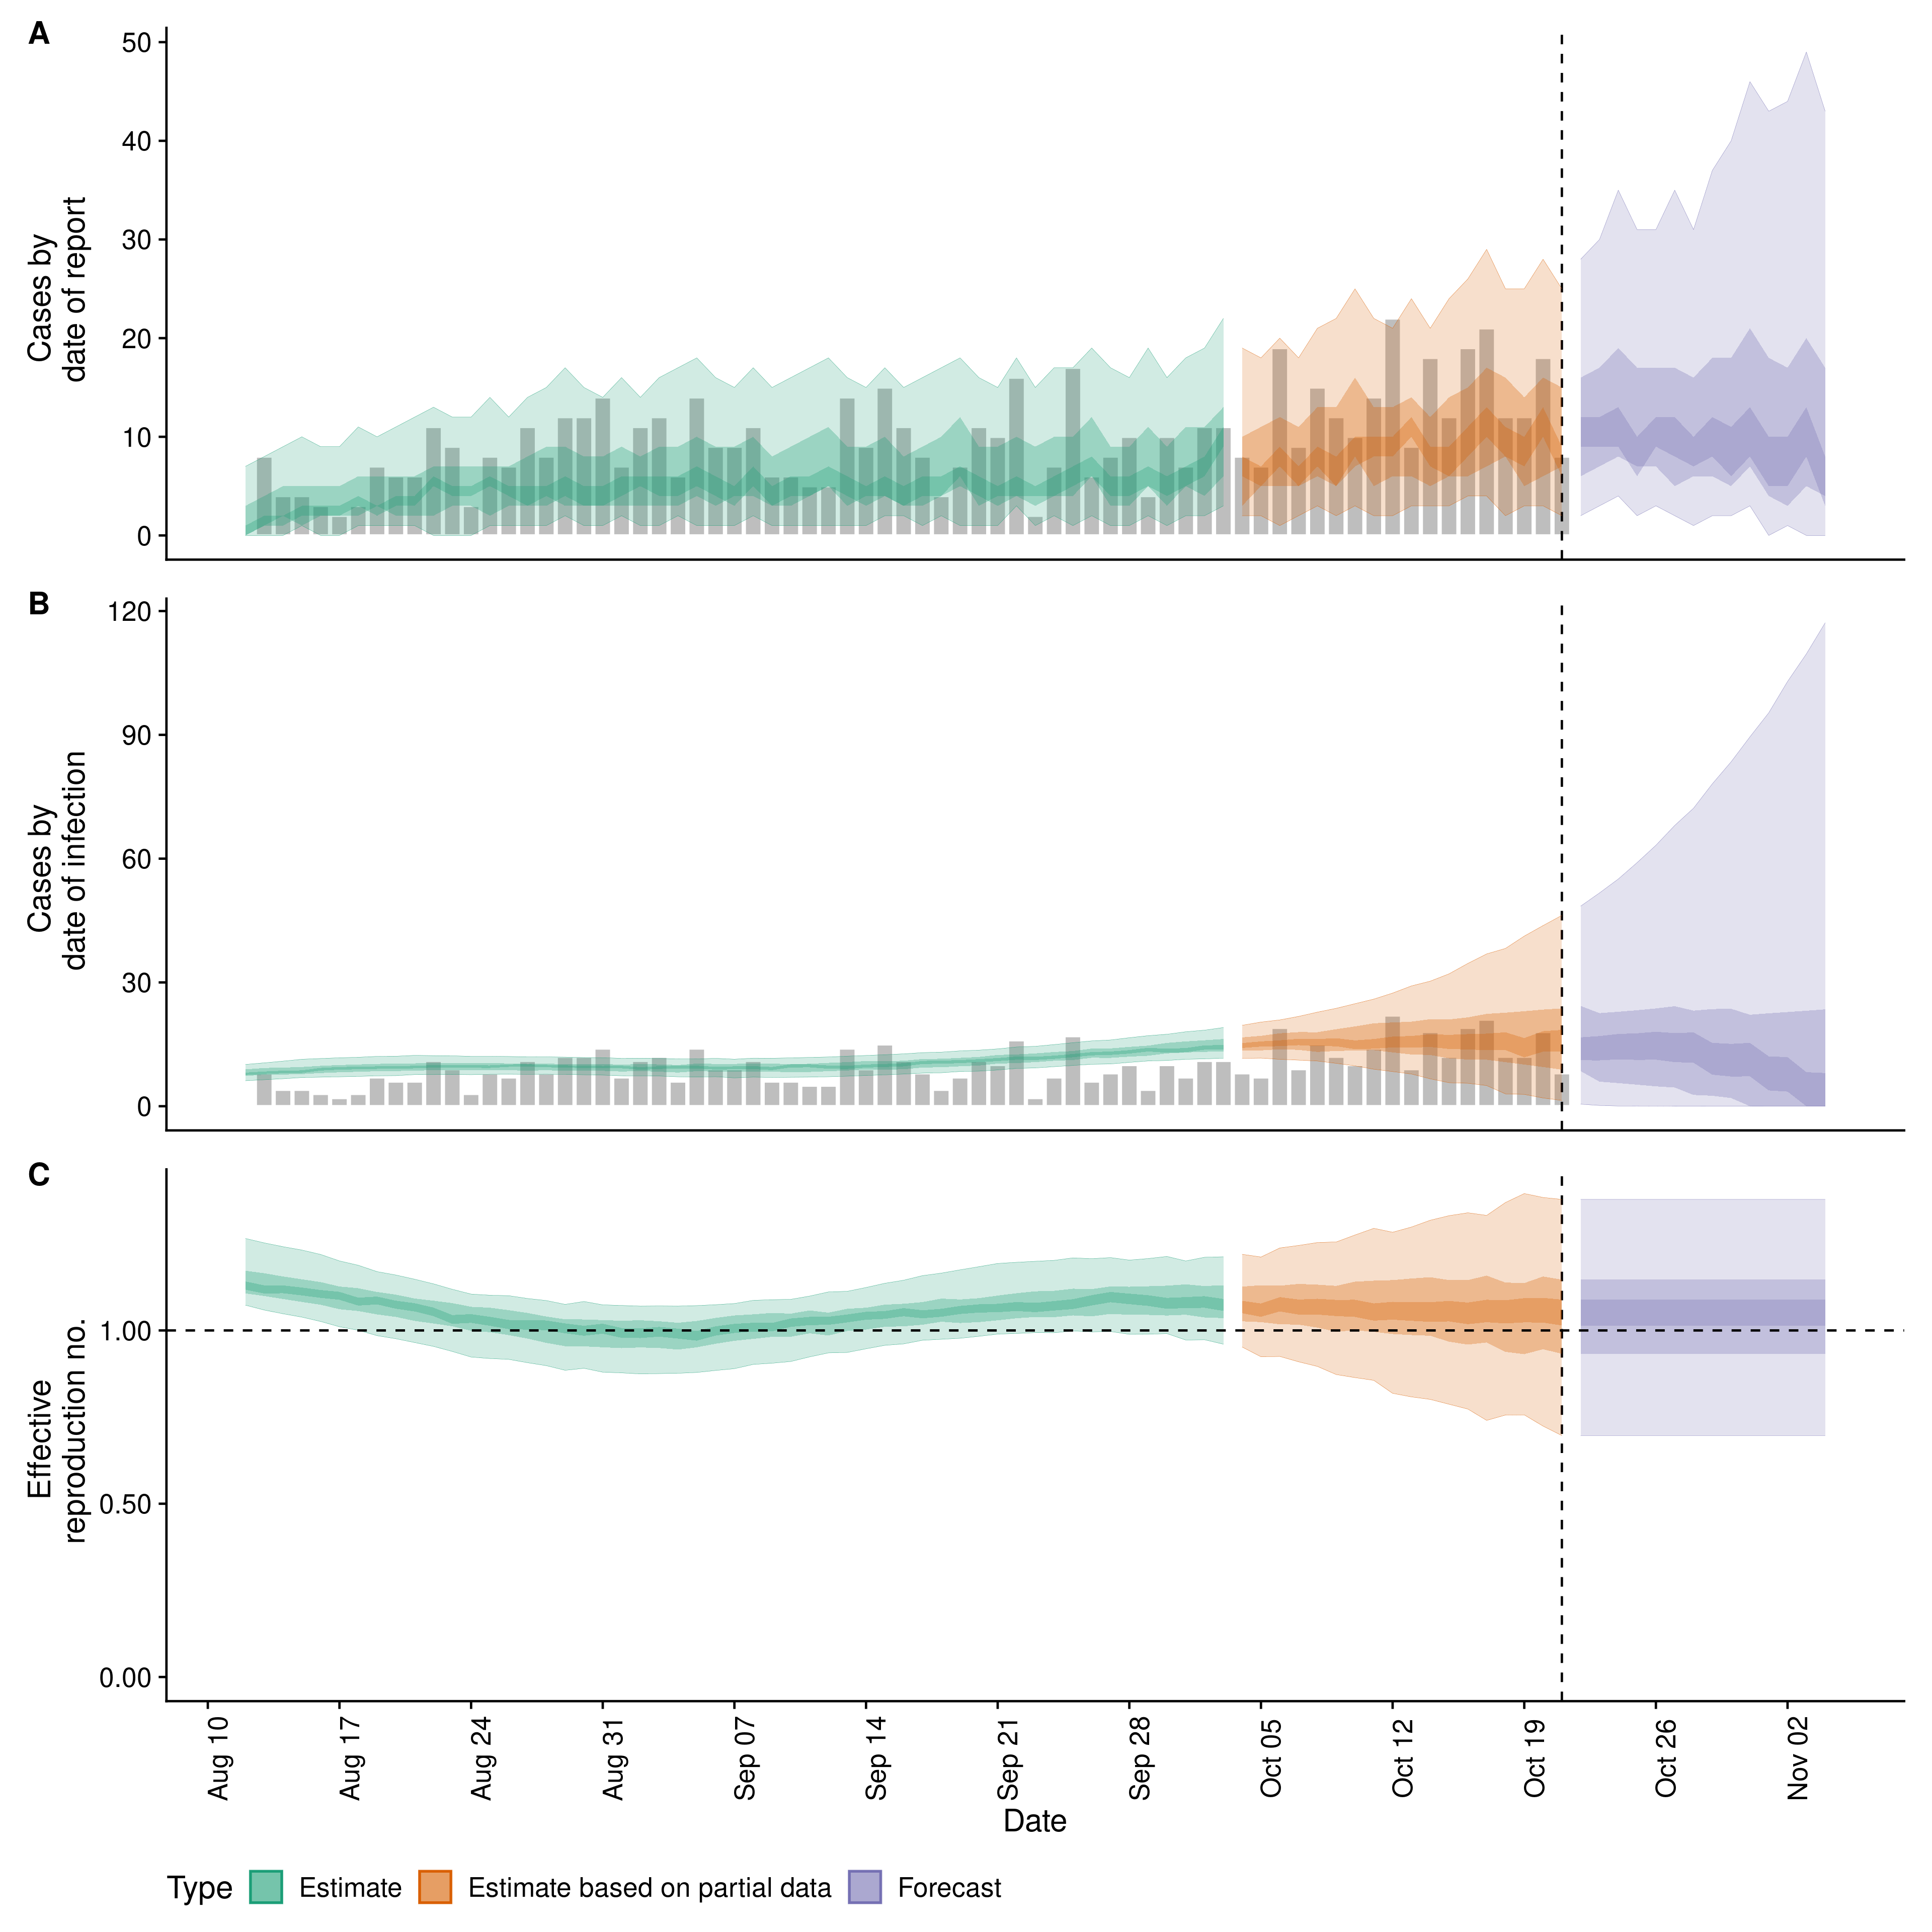 A
50
40
30
20
10
0
Cases by
date of report
B
120
90
60
30
0
Cases by
date of infection
C
1.00
0.50
0.00
Effective
reproduction no.
Aug 10
Aug 17
Aug 24
Aug 31
Sep 07
Sep 14
Sep 21
Sep 28
Oct 05
Oct 12
Oct 19
Oct 26
Nov 02
Date
Type Estimate Estimate based on partial data Forecast